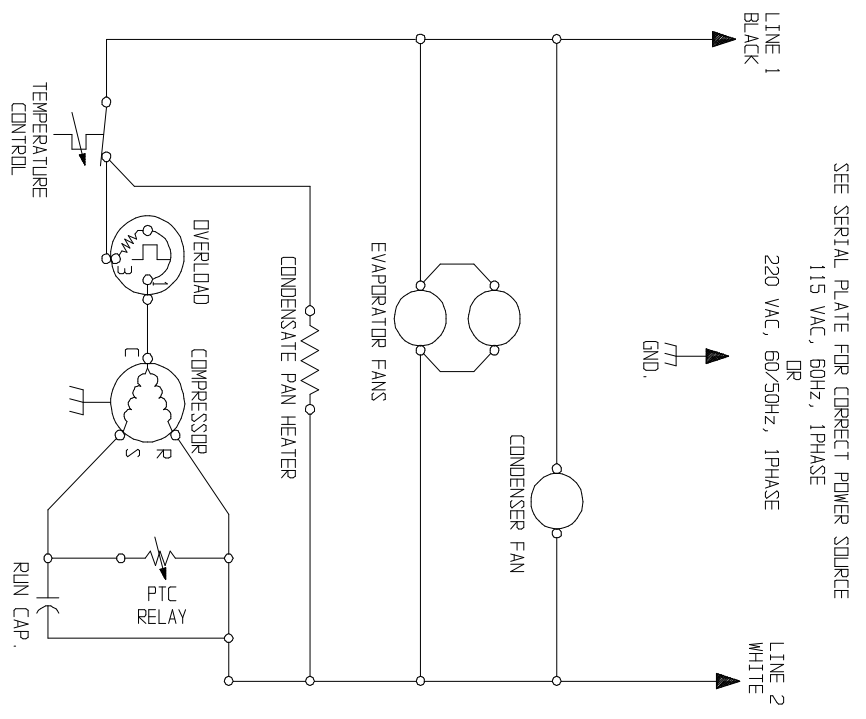 SEE SERIAL PLATE FOR CORRECT POWER SOURCE
115 VAC, 60Hz, 1PHASE
OR
220 VAC, 60/50Hz, 1PHASE
LINE 1
BLACK
LINE 2
WHITE
GND.
CONDENSER FAN
EVAPORATOR FANS
CONDENSATE PAN HEATER
OVERLOAD
3
1
COMPRESSOR
C
R
S
TEMPERATURE
CONTROL
PTC
RELAY
RUN CAP.